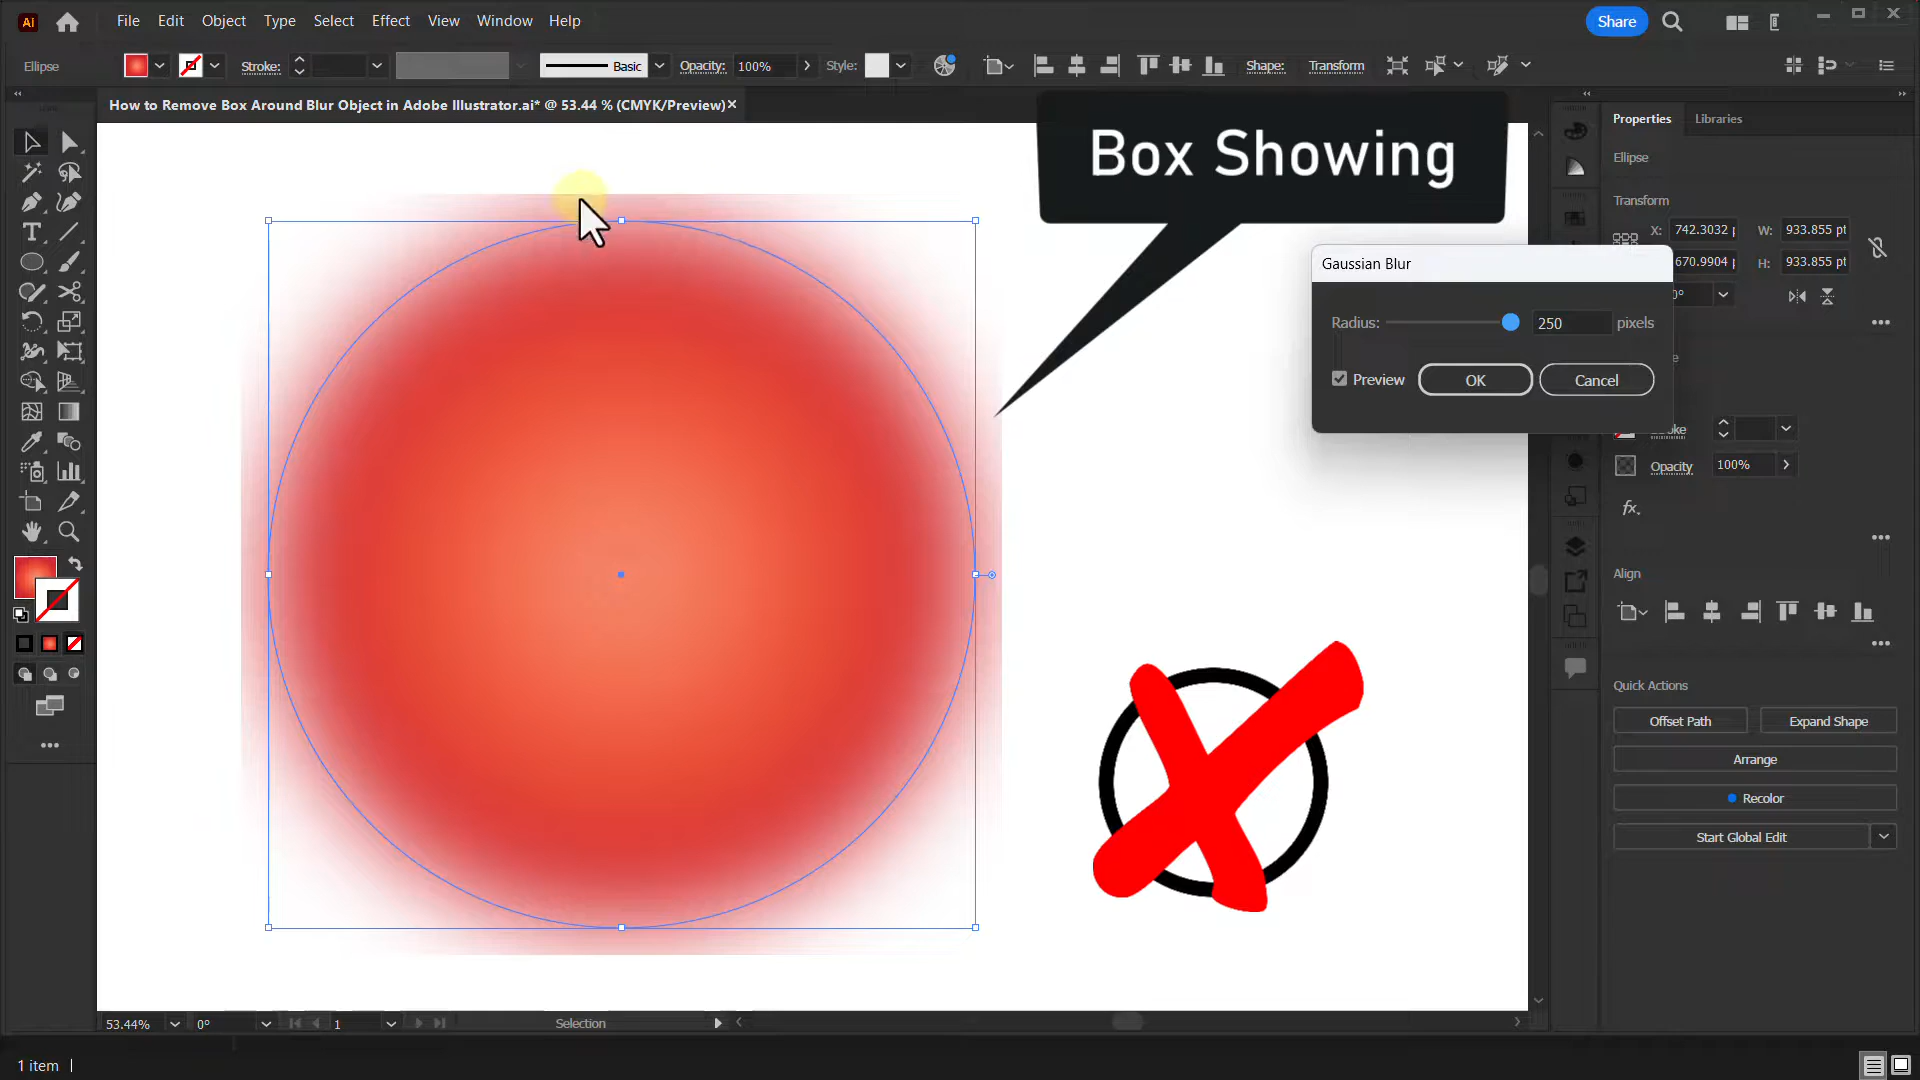 Ai File Edit Object Type Select Effect View Window Help Share
Ellipse Stroke: Basic Opacity: 100% Style: Shape: Transform
How to Remove Box Around Blur Object in Adobe Illustrator.ai* @ 53.44 % (CMYK/Preview)
Box Showing
Properties Libraries
Ellipse
Transform
X: 742.3032 W: 933.855 pt
670.9904 H: 933.855 pt
0°
Gaussian Blur
Radius: 250 pixels
Preview OK Cancel
Opacity 100%
fx.
Align
Quick Actions
Offset Path Expand Shape
Arrange
Recolor
Start Global Edit
53.44% 0° 1 Selection
1 item